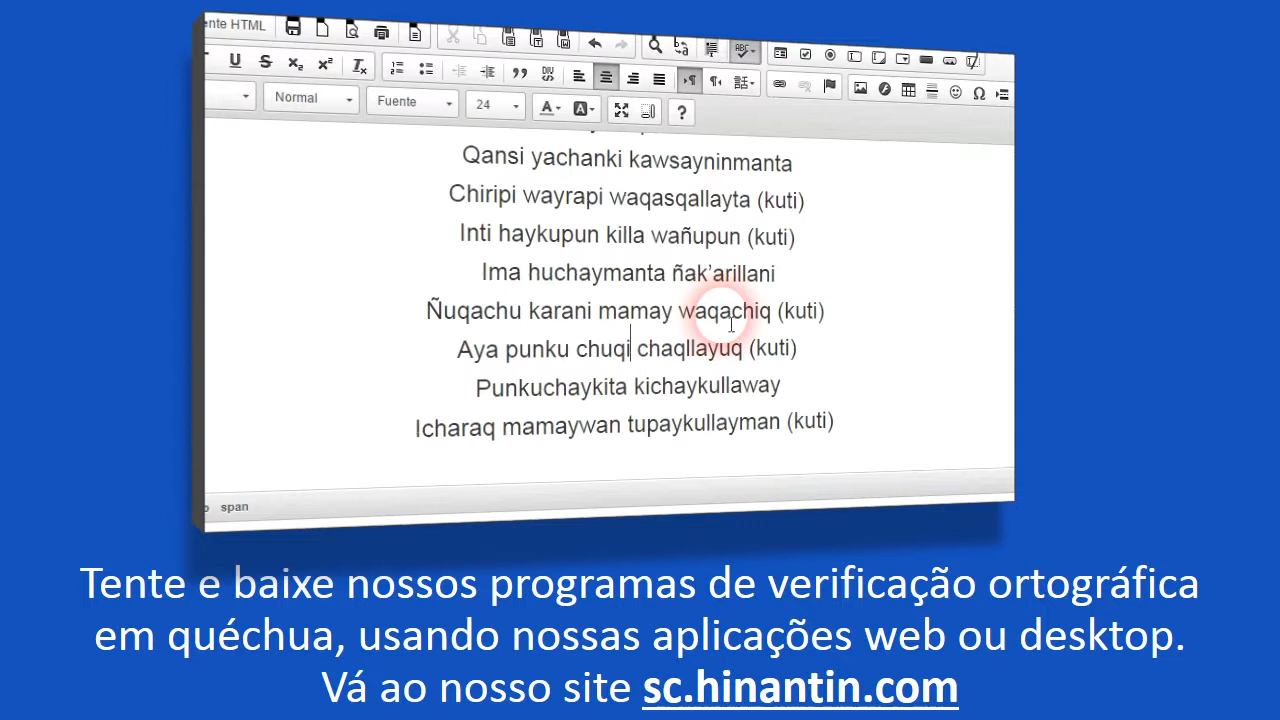 ente HTML
Normal Fuente 24
Qansi yachanki kawsayninmanta
Chiripi wayrapi waqasqallayta (kuti)
Inti haykupun killa wañupun (kuti)
Ima huchaymanta ñak'arillani
Ñuqachu karani mamay waqachiq (kuti)
Aya punku chuqi chaqllayuq (kuti)
Punkuchaykita kichaykullaway
Icharaq mamaywan tupaykullayman (kuti)
span
Tente e baixe nossos programas de verificação ortográfica
em quéchua, usando nossas aplicações web ou desktop.
Vá ao nosso site sc.hinantin.com